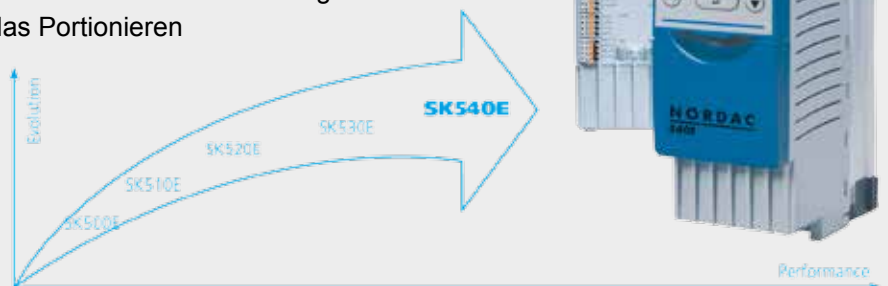 das Portionieren
Evolution
SK540E
SK530E
SK520E
SK510E
SK500E
NORDAC
Performance